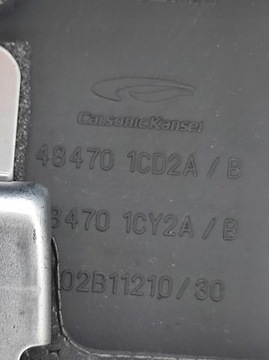 CalsonicKansei
48470 1CD2A / B
8470 1CY2A / B
02B11210 / 30